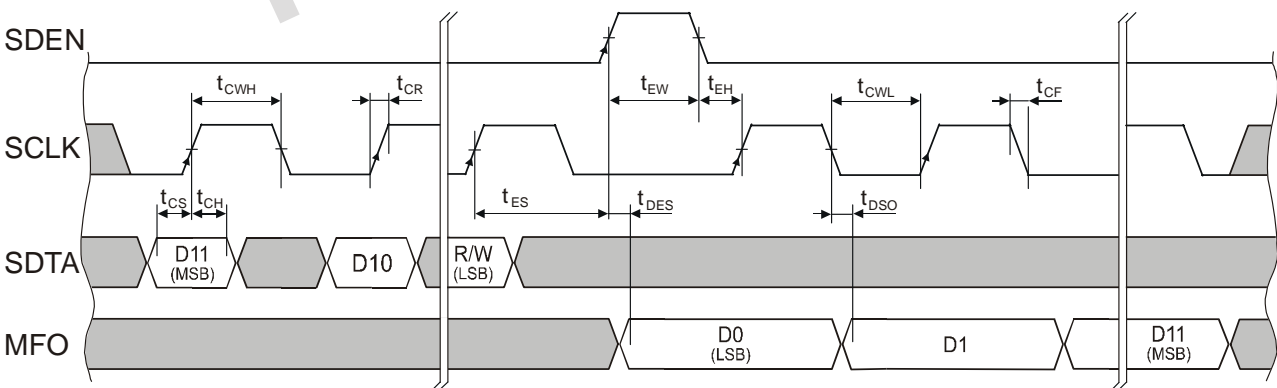 SDEN
t_EW
t_EH
t_CWH
t_CR
t_CWL
t_CF
SCLK
t_CS
t_CH
t_ES
t_DES
t_DSO
SDTA
D11
(MSB)
D10
R/W
(LSB)
MFO
D0
(LSB)
D1
D11
(MSB)